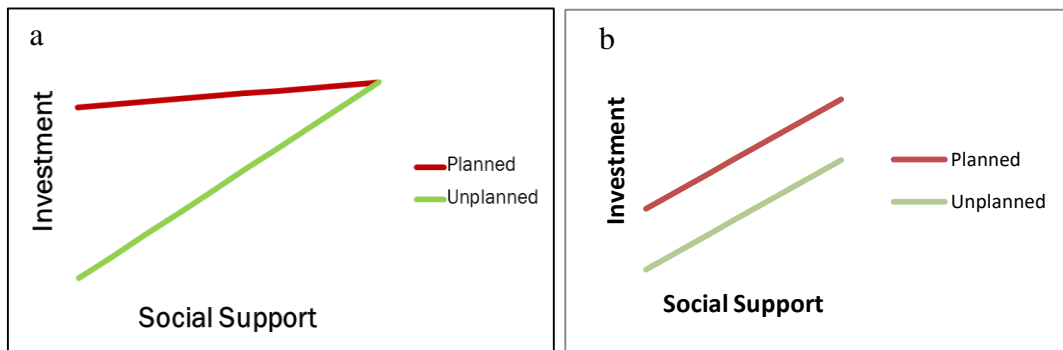 a
Investment
Planned
Unplanned
Social Support
b
Investment
Planned
Unplanned
Social Support